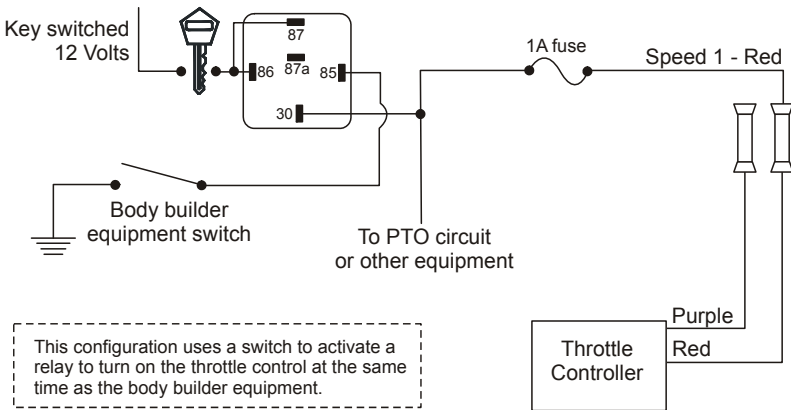 Key switched
12 Volts
87
86
87a
85
30
1A fuse
Speed 1 - Red
Body builder
equipment switch
To PTO circuit
or other equipment
Purple
Red
Throttle
Controller
This configuration uses a switch to activate a
relay to turn on the throttle control at the same
time as the body builder equipment.